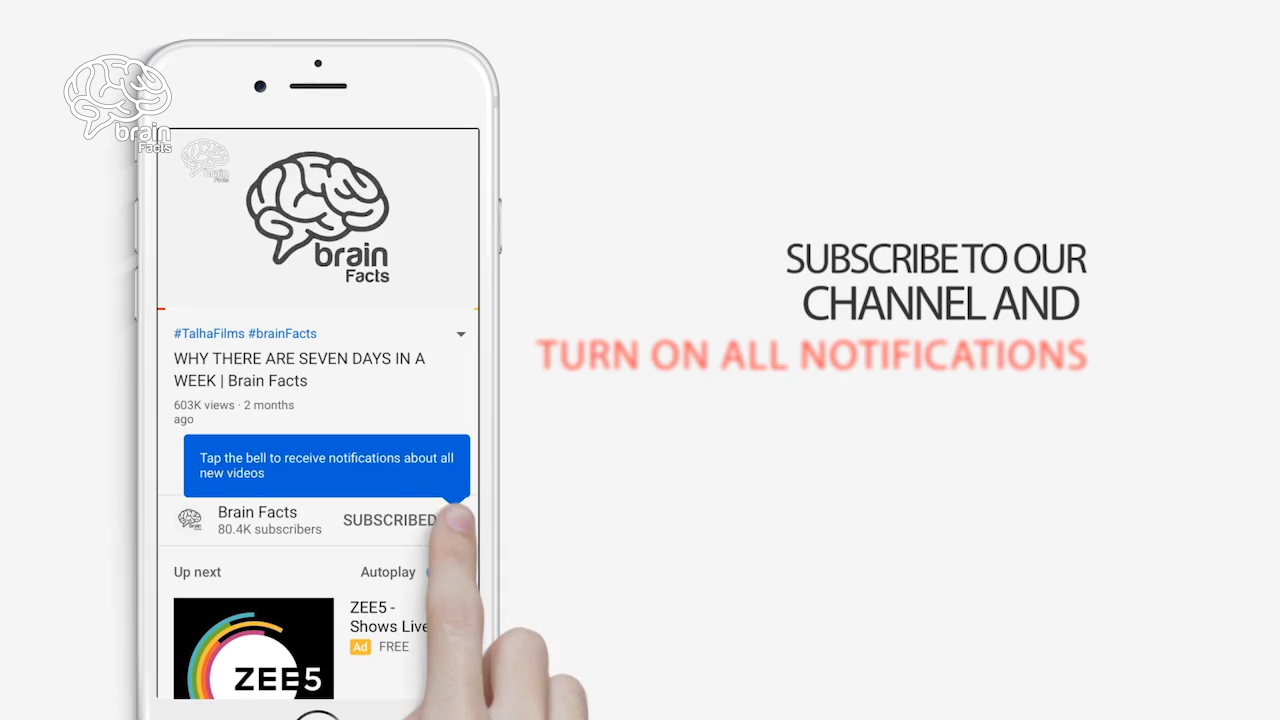 brain
Facts
brain
Facts
brain
Facts
#TalhaFilms #brainFacts
WHY THERE ARE SEVEN DAYS IN A
WEEK | Brain Facts
603K views · 2 months
ago
Tap the bell to receive notifications about all
new videos
Brain Facts
80.4K subscribers
SUBSCRIBED
Up next
Autoplay
ZEE5 -
Shows Live
Ad FREE
ZEE5
SUBSCRIBE TO OUR
CHANNEL AND
TURN ON ALL NOTIFICATIONS